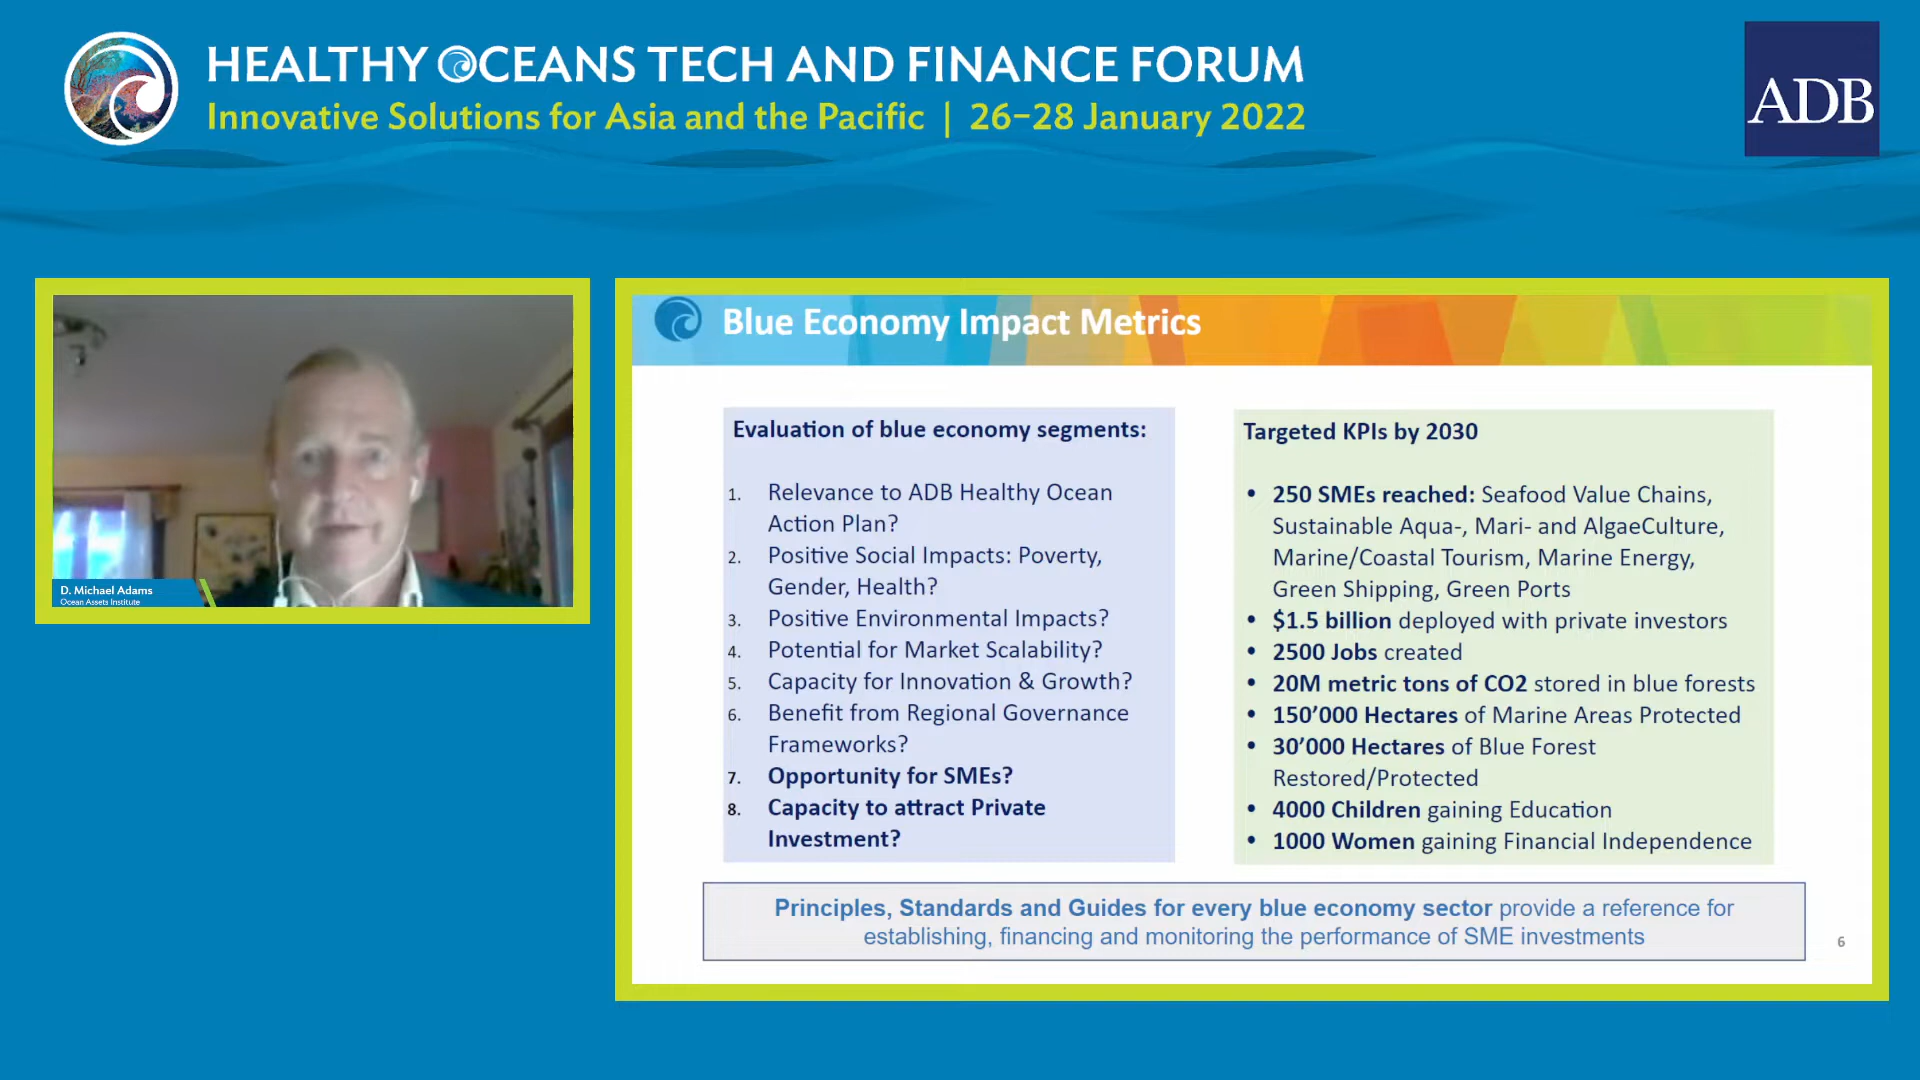 HEALTHY OCEANS TECH AND FINANCE FORUM
Innovative Solutions for Asia and the Pacific | 26–28 January 2022
ADB
D. Michael Adams
Ocean Assets Institute
Blue Economy Impact Metrics
Evaluation of blue economy segments:
1. Relevance to ADB Healthy Ocean
Action Plan?
2. Positive Social Impacts: Poverty,
Gender, Health?
3. Positive Environmental Impacts?
4. Potential for Market Scalability?
5. Capacity for Innovation & Growth?
6. Benefit from Regional Governance
Frameworks?
7. Opportunity for SMEs?
8. Capacity to attract Private
Investment?
Targeted KPIs by 2030
• 250 SMEs reached: Seafood Value Chains,
Sustainable Aqua-, Mari- and AlgaeCulture,
Marine/Coastal Tourism, Marine Energy,
Green Shipping, Green Ports
• $1.5 billion deployed with private investors
• 2500 Jobs created
• 20M metric tons of CO2 stored in blue forests
• 150’000 Hectares of Marine Areas Protected
• 30’000 Hectares of Blue Forest
Restored/Protected
• 4000 Children gaining Education
• 1000 Women gaining Financial Independence
Principles, Standards and Guides for every blue economy sector provide a reference for
establishing, financing and monitoring the performance of SME investments
6